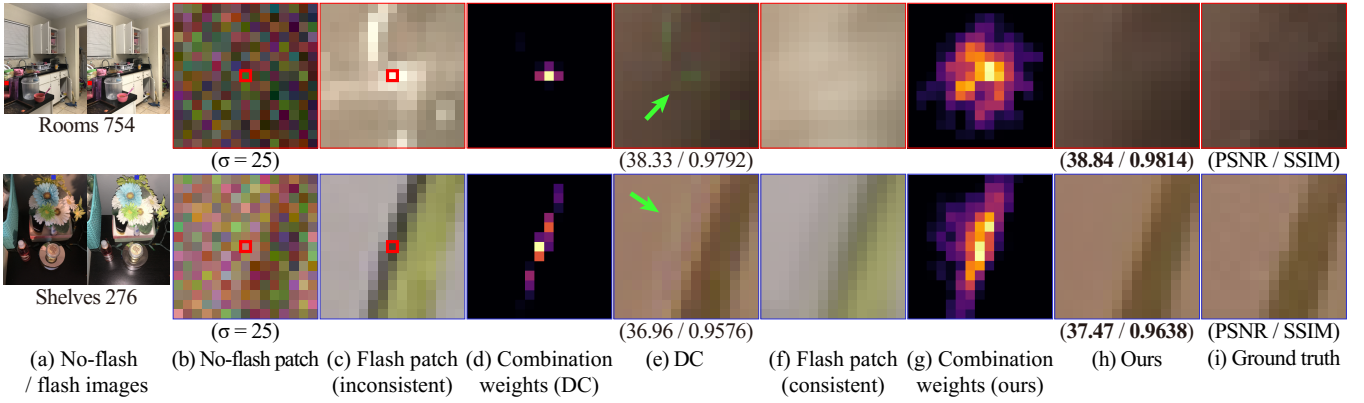 Rooms 754
(σ = 25)
(38.33 / 0.9792)
(38.84 / 0.9814)
(PSNR / SSIM)
Shelves 276
(σ = 25)
(36.96 / 0.9576)
(37.47 / 0.9638)
(PSNR / SSIM)
(a) No-flash
/ flash images
(b) No-flash patch
(c) Flash patch
(inconsistent)
(d) Combination
weights (DC)
(e) DC
(f) Flash patch
(consistent)
(g) Combination
weights (ours)
(h) Ours
(i) Ground truth